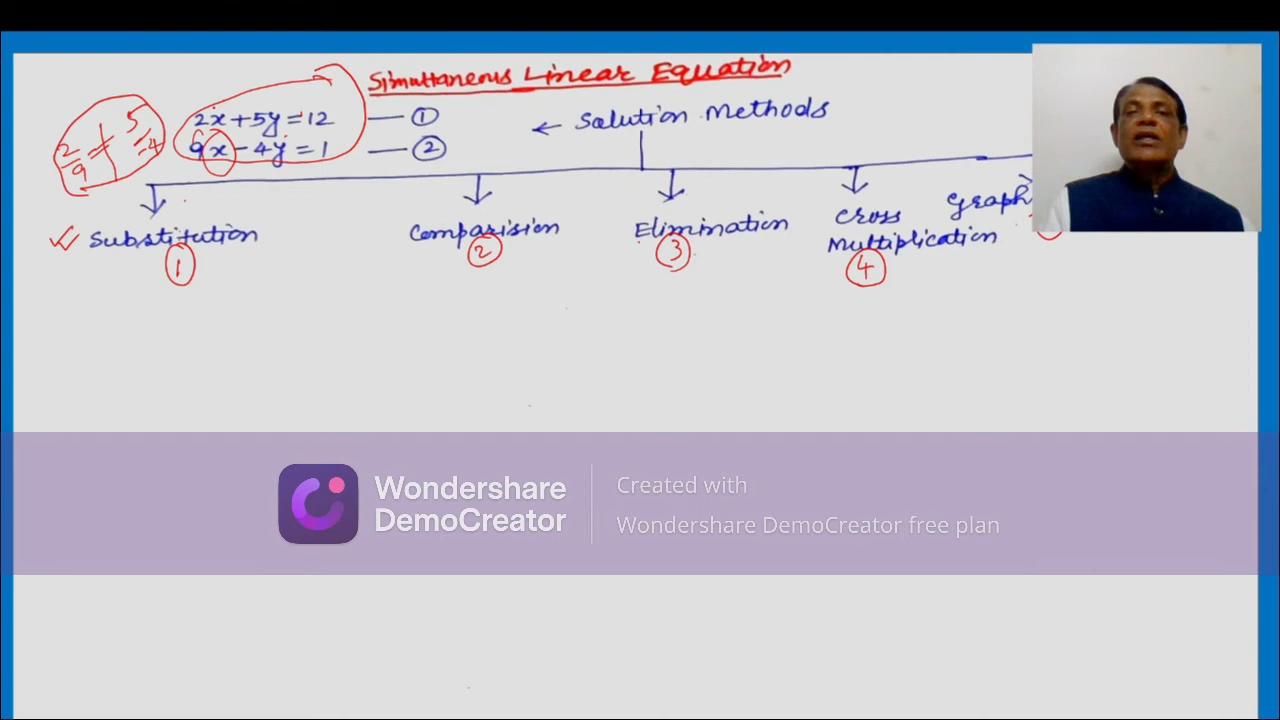 Simultaneous Linear Equation
2x + 5y = 12 — ①
9x - 4y = 1 — ②
2/9 ≠ 5/-4
← Solution Methods
Substitution
1
Comparision
2
Elimination
3
Cross
Multiplication
4
Graph
Wondershare
DemoCreator
Created with
Wondershare DemoCreator free plan